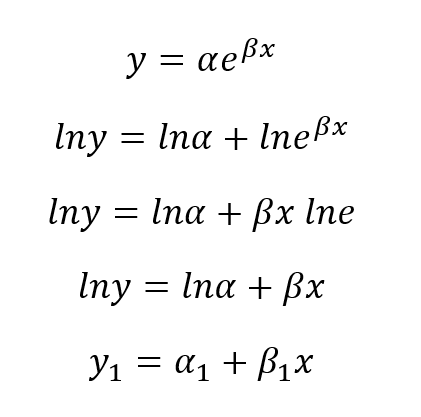 y = αe^{βx}
lny = lnα + lne^{βx}
lny = lnα + βx lne
lny = lnα + βx
y₁ = α₁ + β₁x